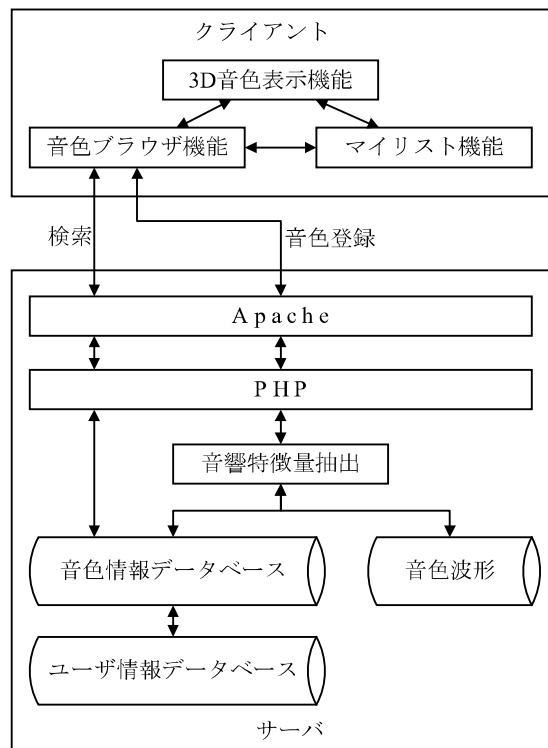 クライアント
3D音色表示機能
音色ブラウザ機能
マイリスト機能
検索
音色登録
Apache
PHP
音響特徴量抽出
音色情報データベース
音色波形
ユーザ情報データベース
サーバ